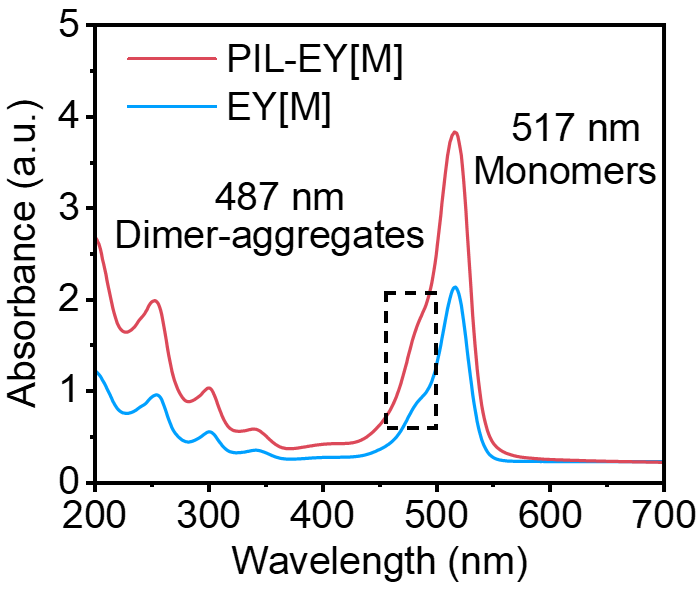 PIL-EY[M]
EY[M]
517 nm
Monomers
487 nm
Dimer-aggregates
Absorbance (a.u.)
5
4
3
2
1
0
200 300 400 500 600 700
Wavelength (nm)